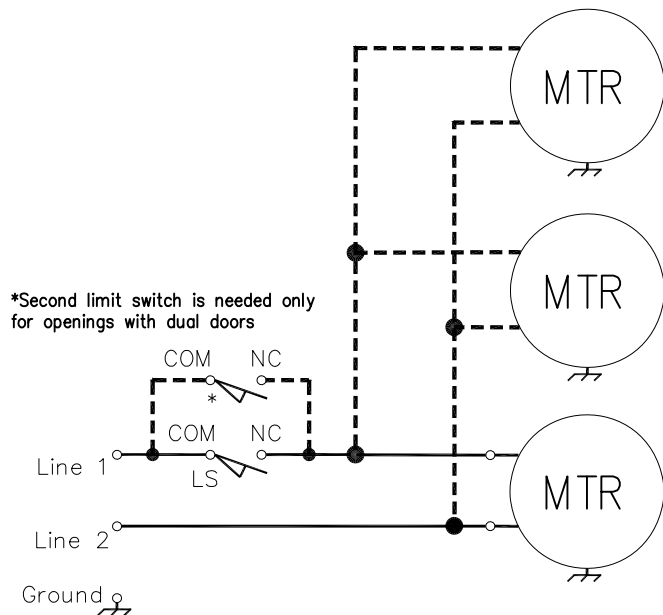 MTR
MTR
*Second limit switch is needed only
for openings with dual doors
COM NC
*
COM NC
Line 1
LS
MTR
Line 2
Ground